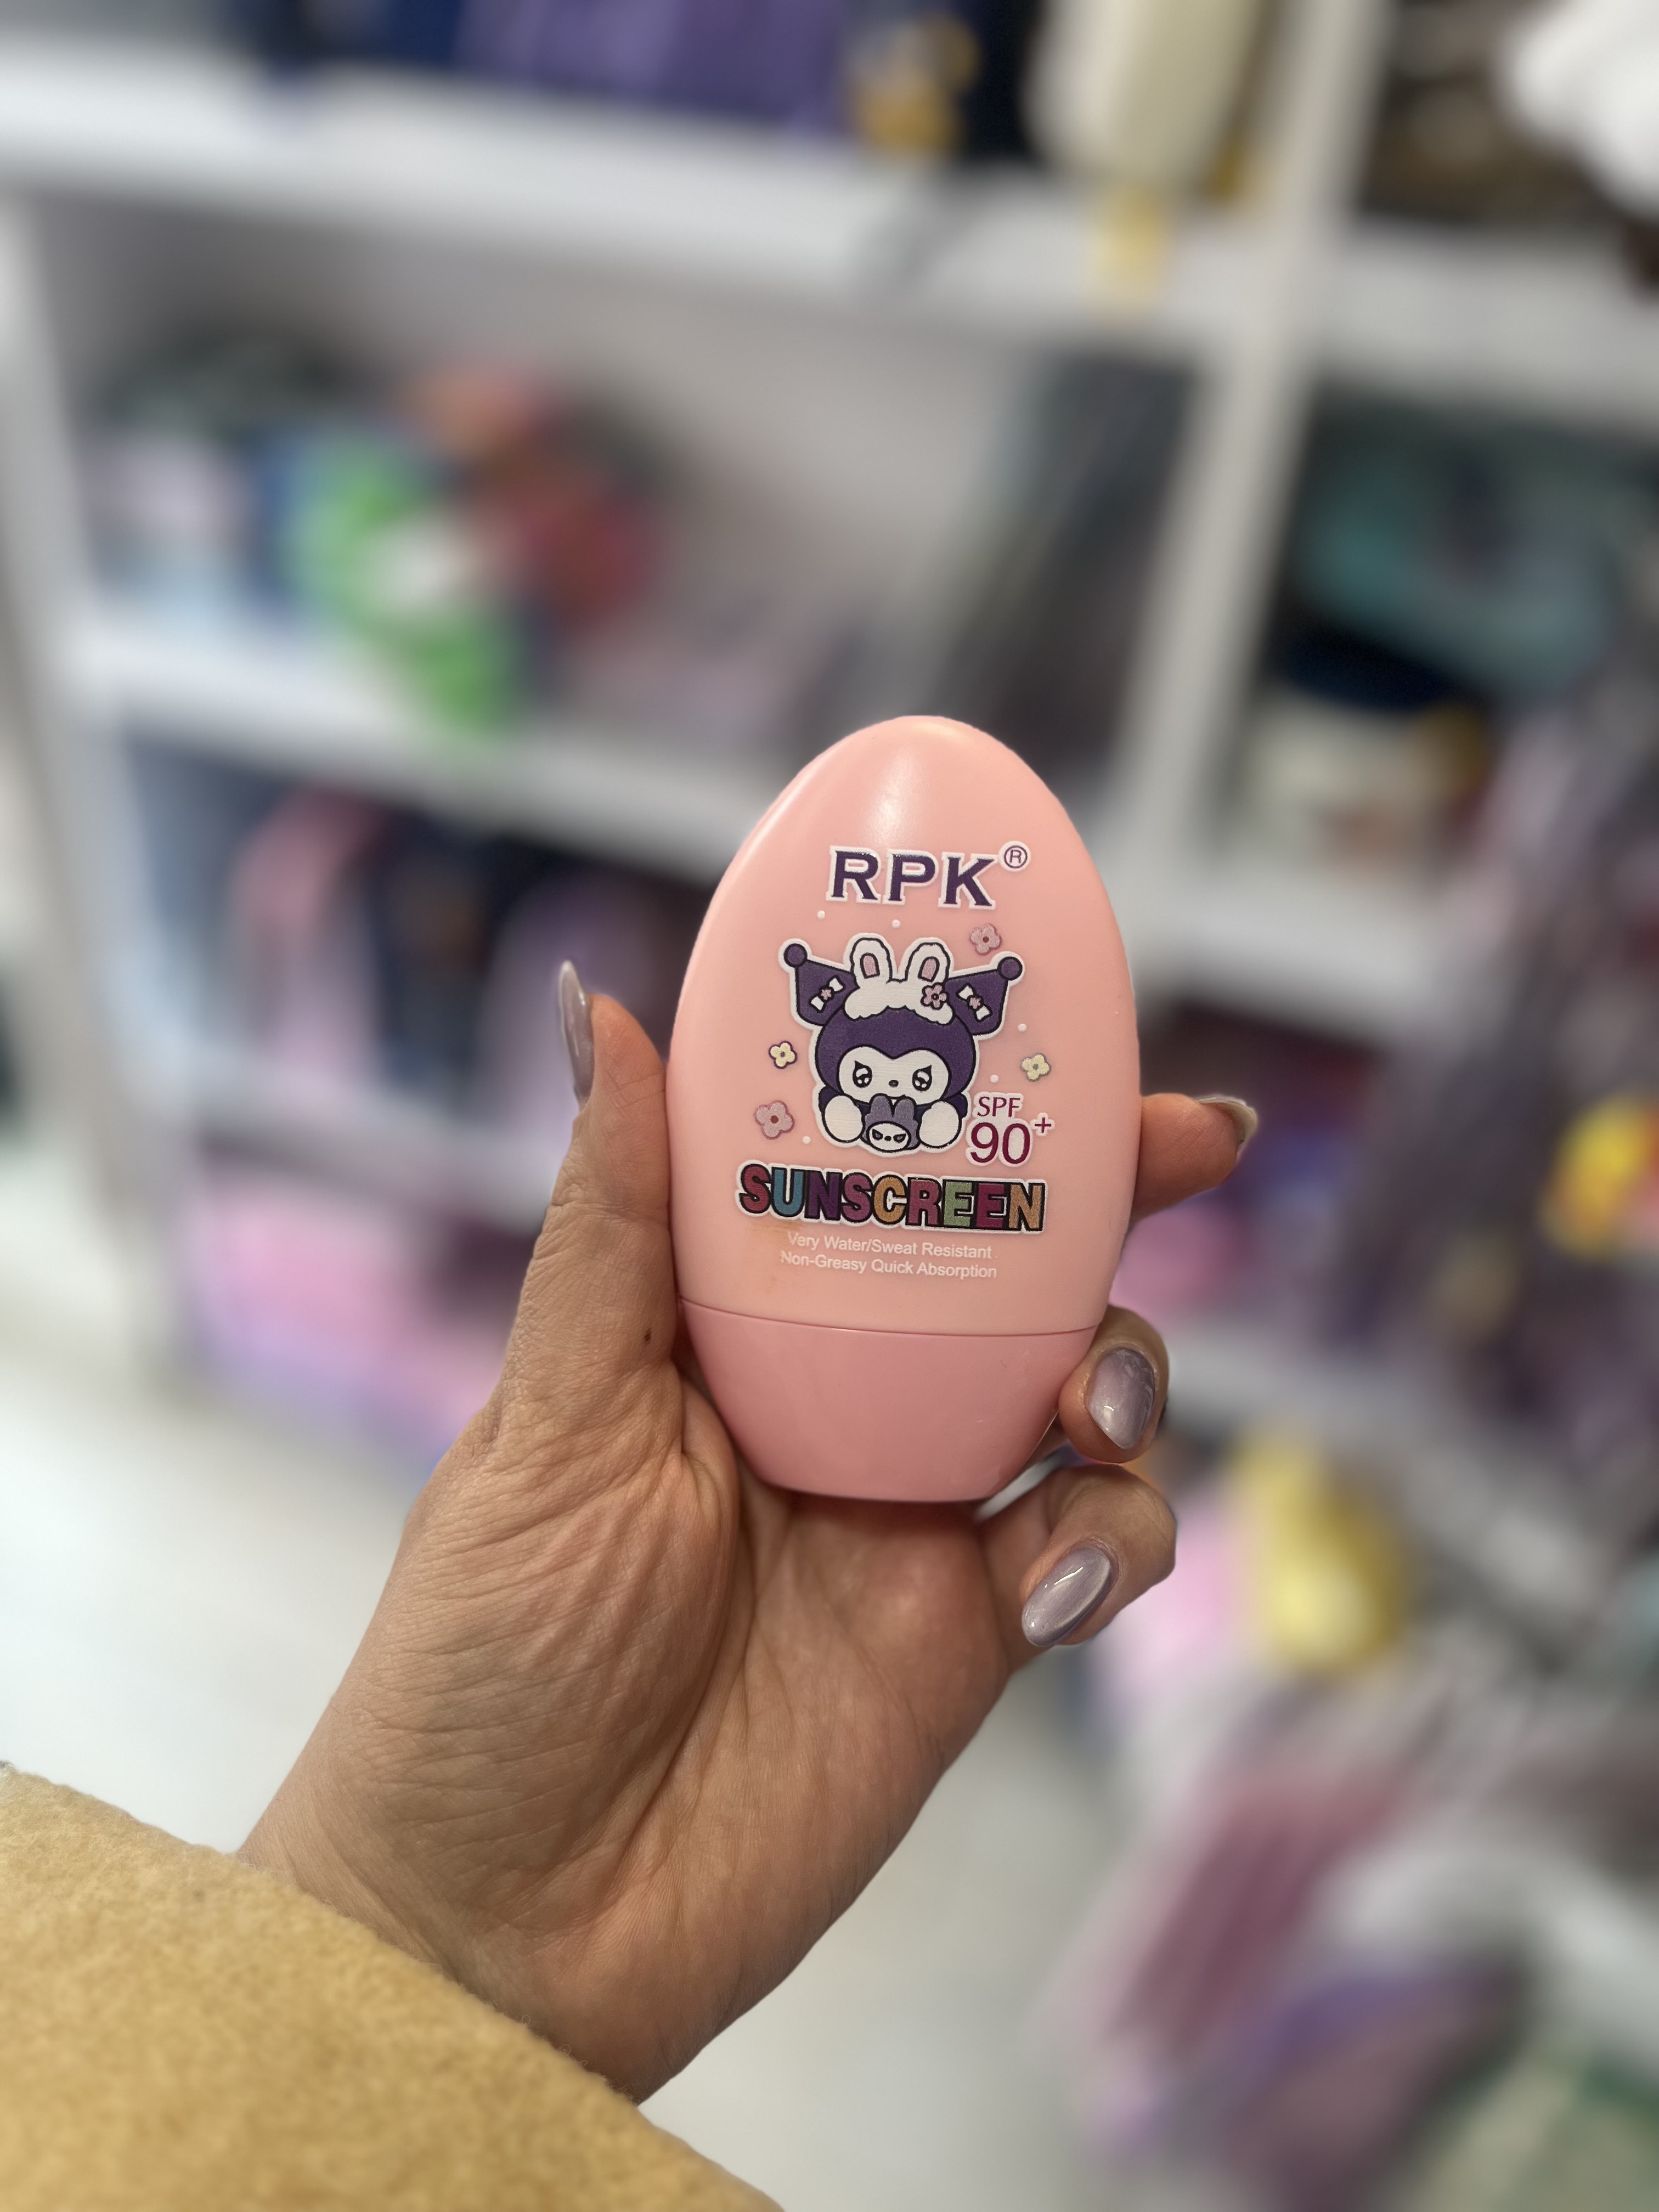 RPK®
SPF
90+
SUNSCREEN
Very Water/Sweat Resistant
Non-Greasy Quick Absorption